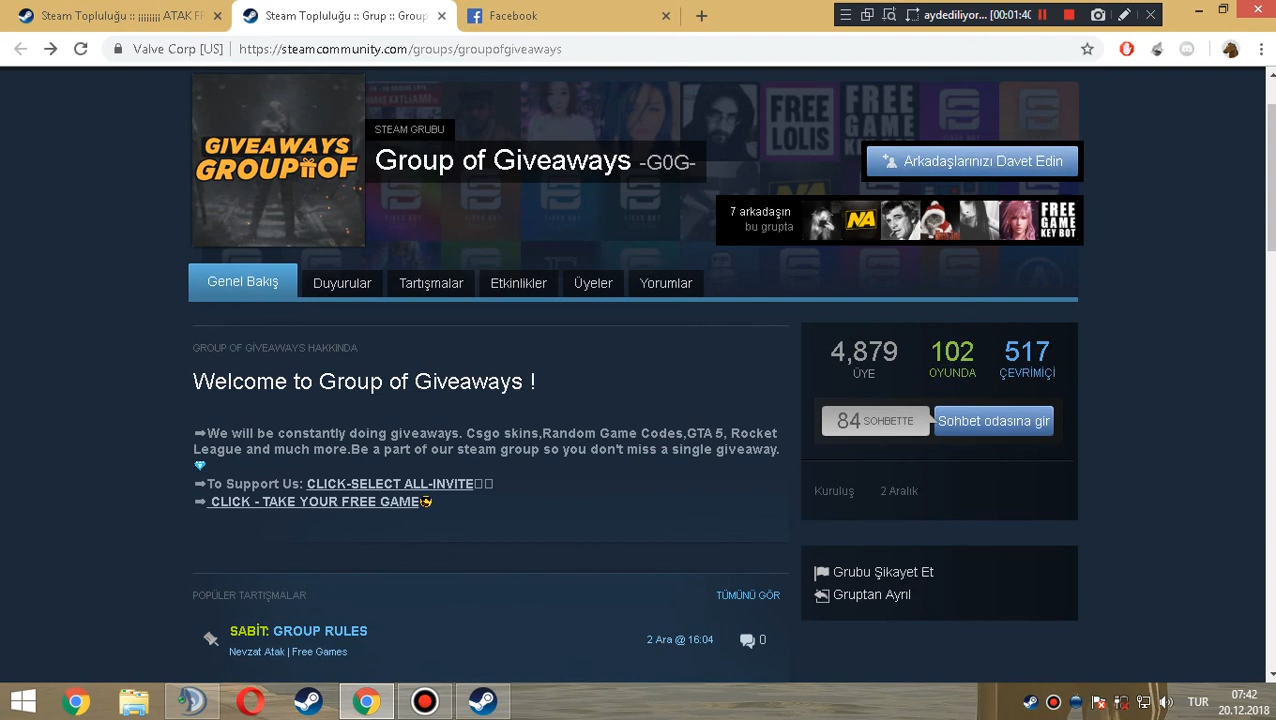 Steam Topluluğu :: ¡¡¡¡¡¡¡ ATAK FF
Steam Topluluğu :: Grup :: Group
Facebook
aydediliyor... [00:01:40]
Valve Corp [US]
https://steamcommunity.com/groups/groupofgiveaways
GIVEAWAYS
GROUP OF
FREE
LOLIS
FREE
GAME
STEAM GRUBU
Group of Giveaways -G0G-
Arkadaşlarınızı Davet Edin
7 arkadaşın
bu grupta
NA
FREE
GAME
KEY BOT
Genel Bakış
Duyurular
Tartışmalar
Etkinlikler
Üyeler
Yorumlar
GROUP OF GİVEAWAYS HAKKINDA
Welcome to Group of Giveaways !
➡We will be constantly doing giveaways. Csgo skins,Random Game Codes,GTA 5, Rocket
League and much more.Be a part of our steam group so you don't miss a single giveaway.
💎
➡To Support Us: CLICK-SELECT ALL-INVITE
➡ CLICK - TAKE YOUR FREE GAME
4,879
ÜYE
102
OYUNDA
517
ÇEVRİMİÇİ
84 SOHBETTE
Sohbet odasına gir
Kuruluş
2 Aralık
Grubu Şikayet Et
Gruptan Ayrıl
POPÜLER TARTIŞMALAR
TÜMÜNÜ GÖR
SABİT: GROUP RULES
Nevzat Atak | Free Games
2 Ara @ 16:04
0
TUR
07:42
20.12.2018